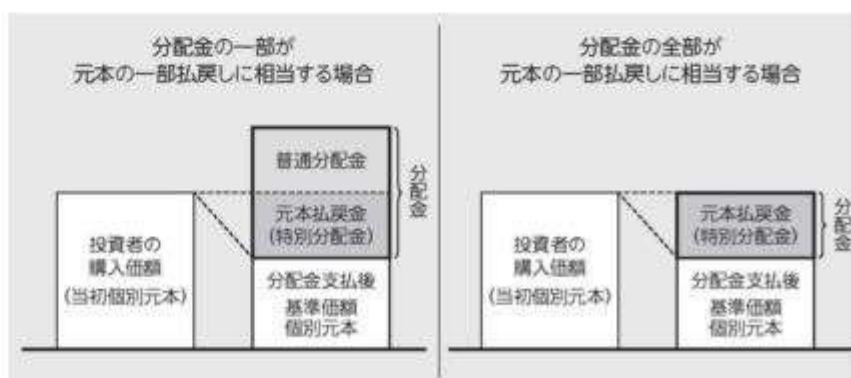 分配金の一部が
元本の一部払戻しに相当する場合
普通分配金
元本払戻金
(特別分配金)
分配金
投資者の
購入価額
(当初個別元本)
分配金支払後
基準価額
個別元本
分配金の全部が
元本の一部払戻しに相当する場合
元本払戻金
(特別分配金)
分配金
投資者の
購入価額
(当初個別元本)
分配金支払後
基準価額
個別元本